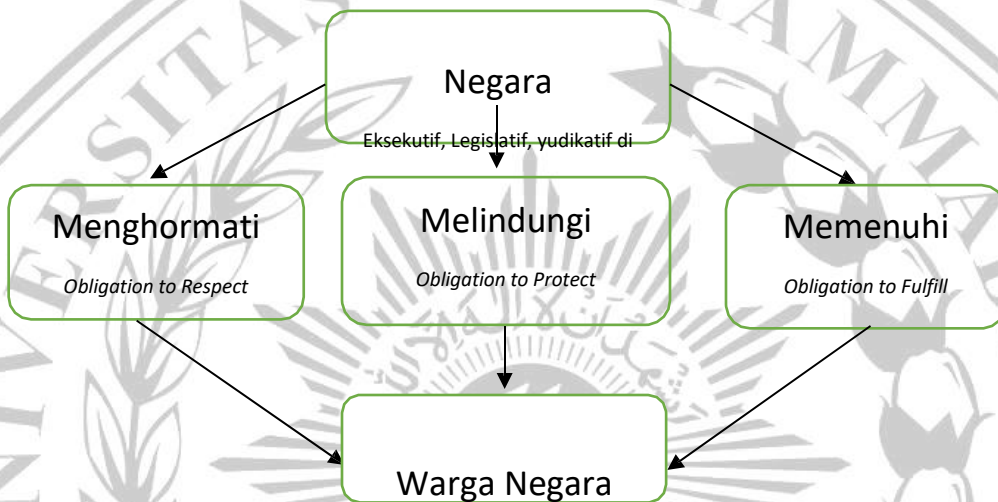 Negara
Eksekutif, Legislatif, yudikatif di
Menghormati
Obligation to Respect
Melindungi
Obligation to Protect
Memenuhi
Obligation to Fulfill
Warga Negara